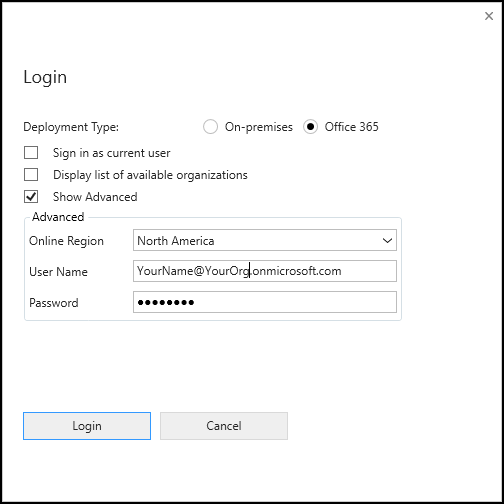 Login
Deployment Type: On-premises Office 365
Sign in as current user
Display list of available organizations
Show Advanced
Advanced
Online Region North America
User Name YourName@YourOrg.onmicrosoft.com
Password ●●●●●●●●
Login Cancel